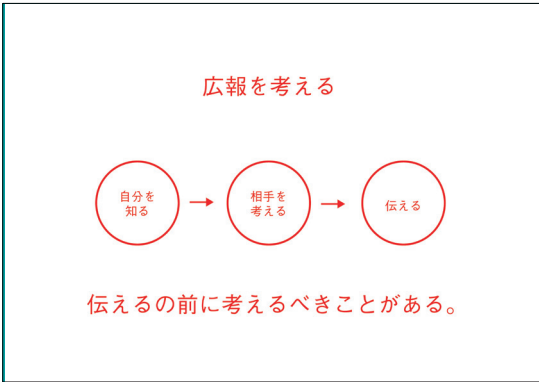 広報を考える
自分を
知る
相手を
考える
伝える
伝えるの前に考えるべきことがある。